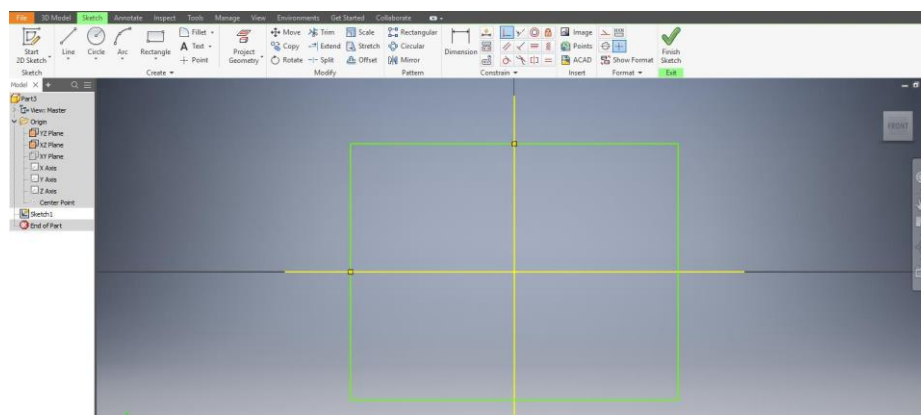 File 3D Model Sketch Annotate Inspect Tools Manage View Environments Get Started Collaborate
Start
2D Sketch
Line
Circle
Arc
Rectangle
Fillet
Text
Point
Project
Geometry
Move
Copy
Rotate
Trim
Extend
Split
Scale
Stretch
Offset
Rectangular
Circular
Mirror
Dimension
Image
Points
ACAD
Show Format
Finish
Sketch
Sketch Create Modify Pattern Constrain Insert Format Exit
Model
Part3
View: Master
Origin
YZ Plane
XZ Plane
XY Plane
X Axis
Y Axis
Z Axis
Center Point
Sketch1
End of Part
FRONT